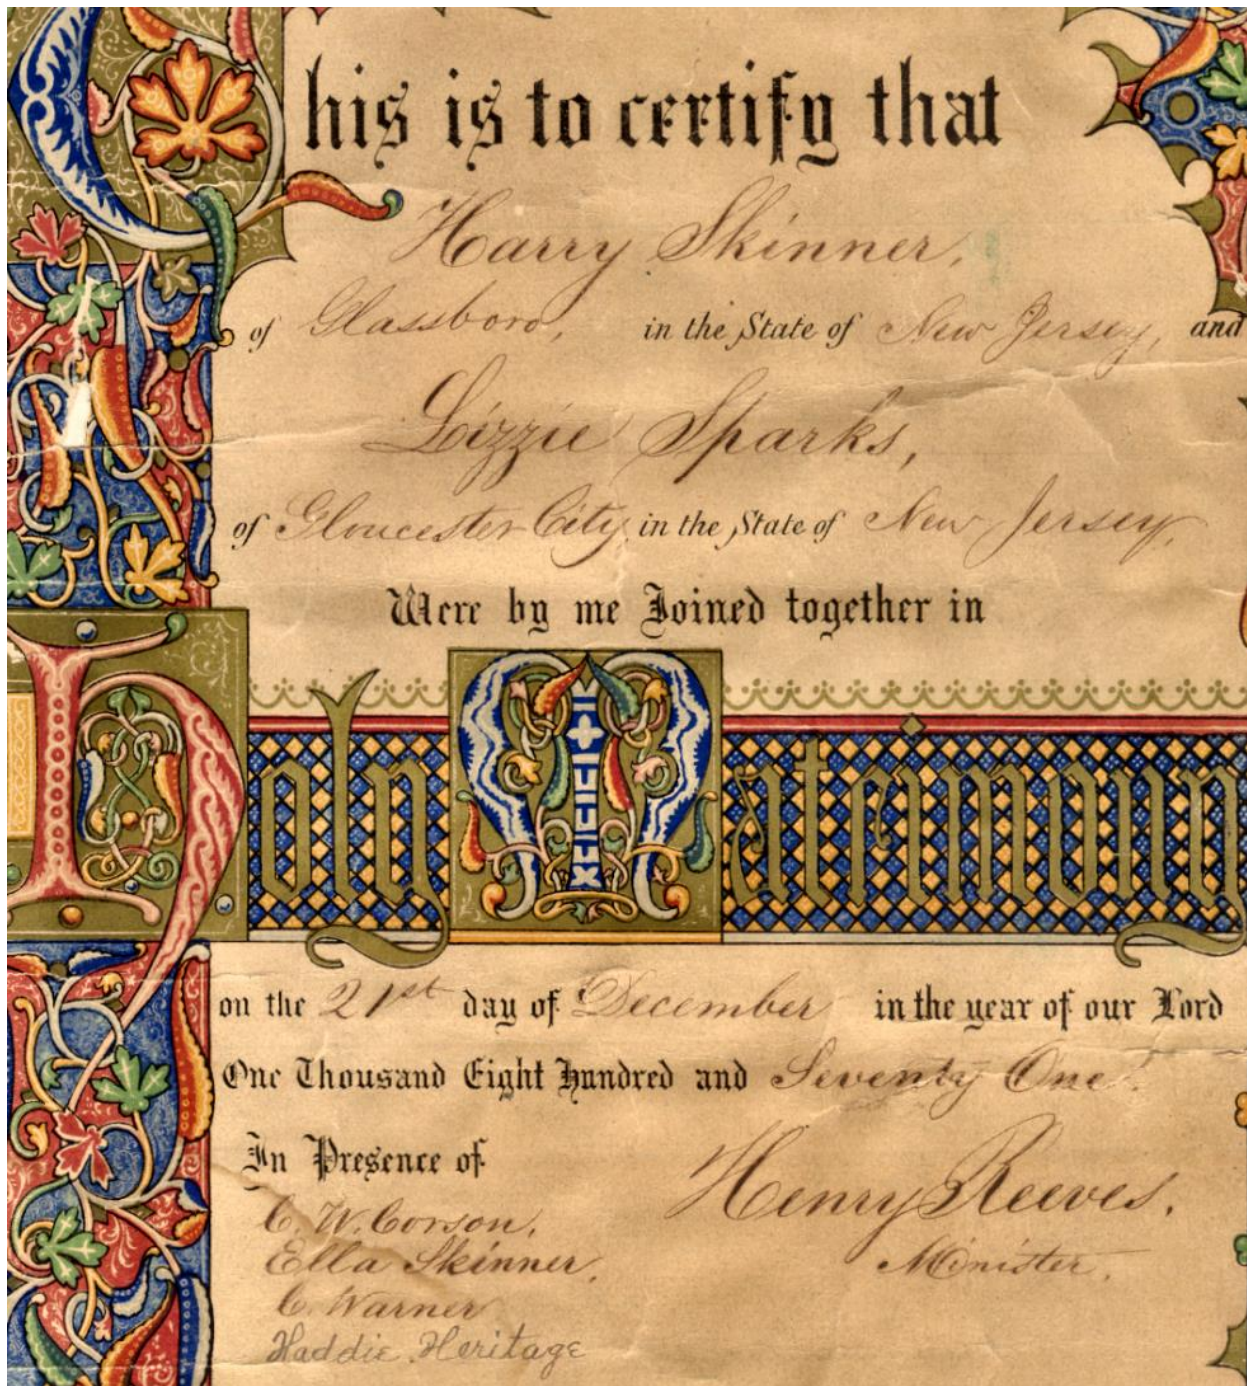 This is to certify that
Harry Skinner,
of Glassboro, in the State of New Jersey, and
Lizzie Sparks,
of Gloucester City, in the State of New Jersey,
Were by me Joined together in
Holy Matrimony
on the 21st day of December in the year of our Lord
One Thousand Eight Hundred and Seventy One.
In Presence of
Henry Reeves,
C. W. Corson,
Ella Skinner,
Minister,
C. Warner
Haddie Heritage